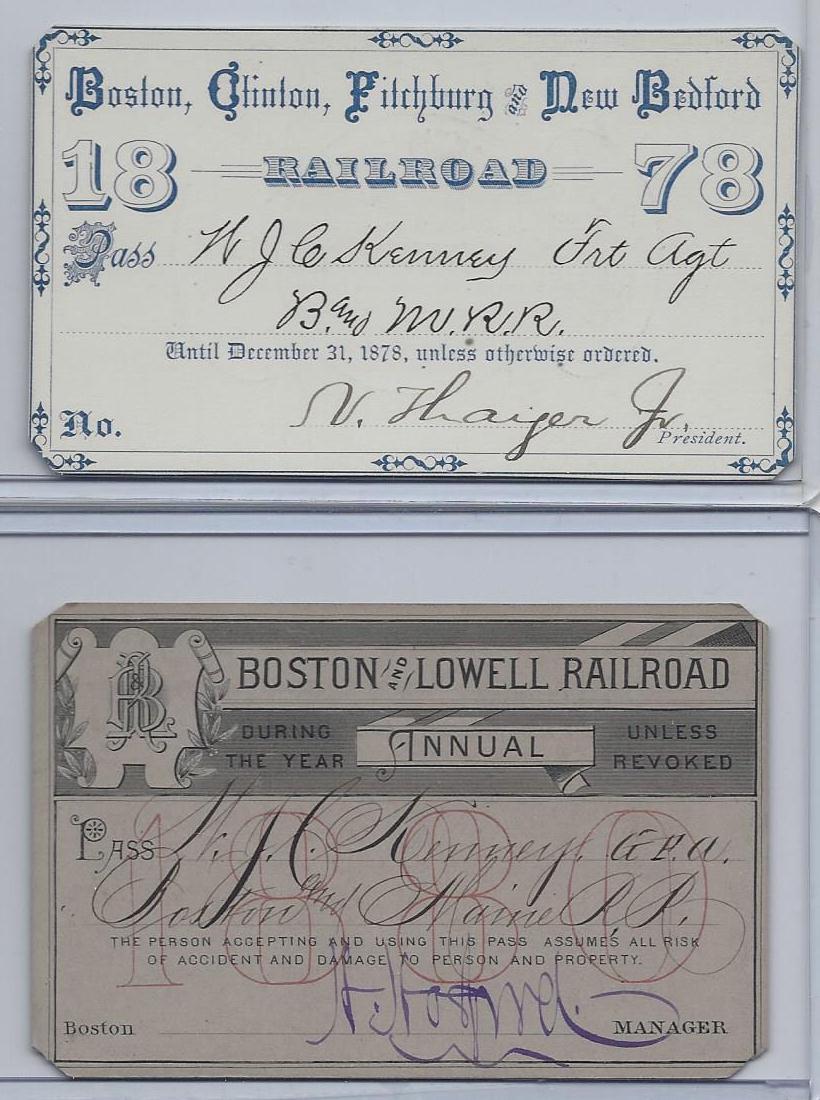 Boston, Clinton, Fitchburg and New Bedford
18 RAILROAD 78
Pass W J C Kenney Frt Agt
B. and M. R. R.
Until December 31, 1878, unless otherwise ordered.
No. N. Thayer Jr.
President.
B&L R.
BOSTON AND LOWELL RAILROAD
DURING THE YEAR ANNUAL UNLESS REVOKED
1880
PASS W. J. C. Kenney. G.F.A.
Boston and Maine R. R.
THE PERSON ACCEPTING AND USING THIS PASS ASSUMES ALL RISK
OF ACCIDENT AND DAMAGE TO PERSON AND PROPERTY.
Boston MANAGER